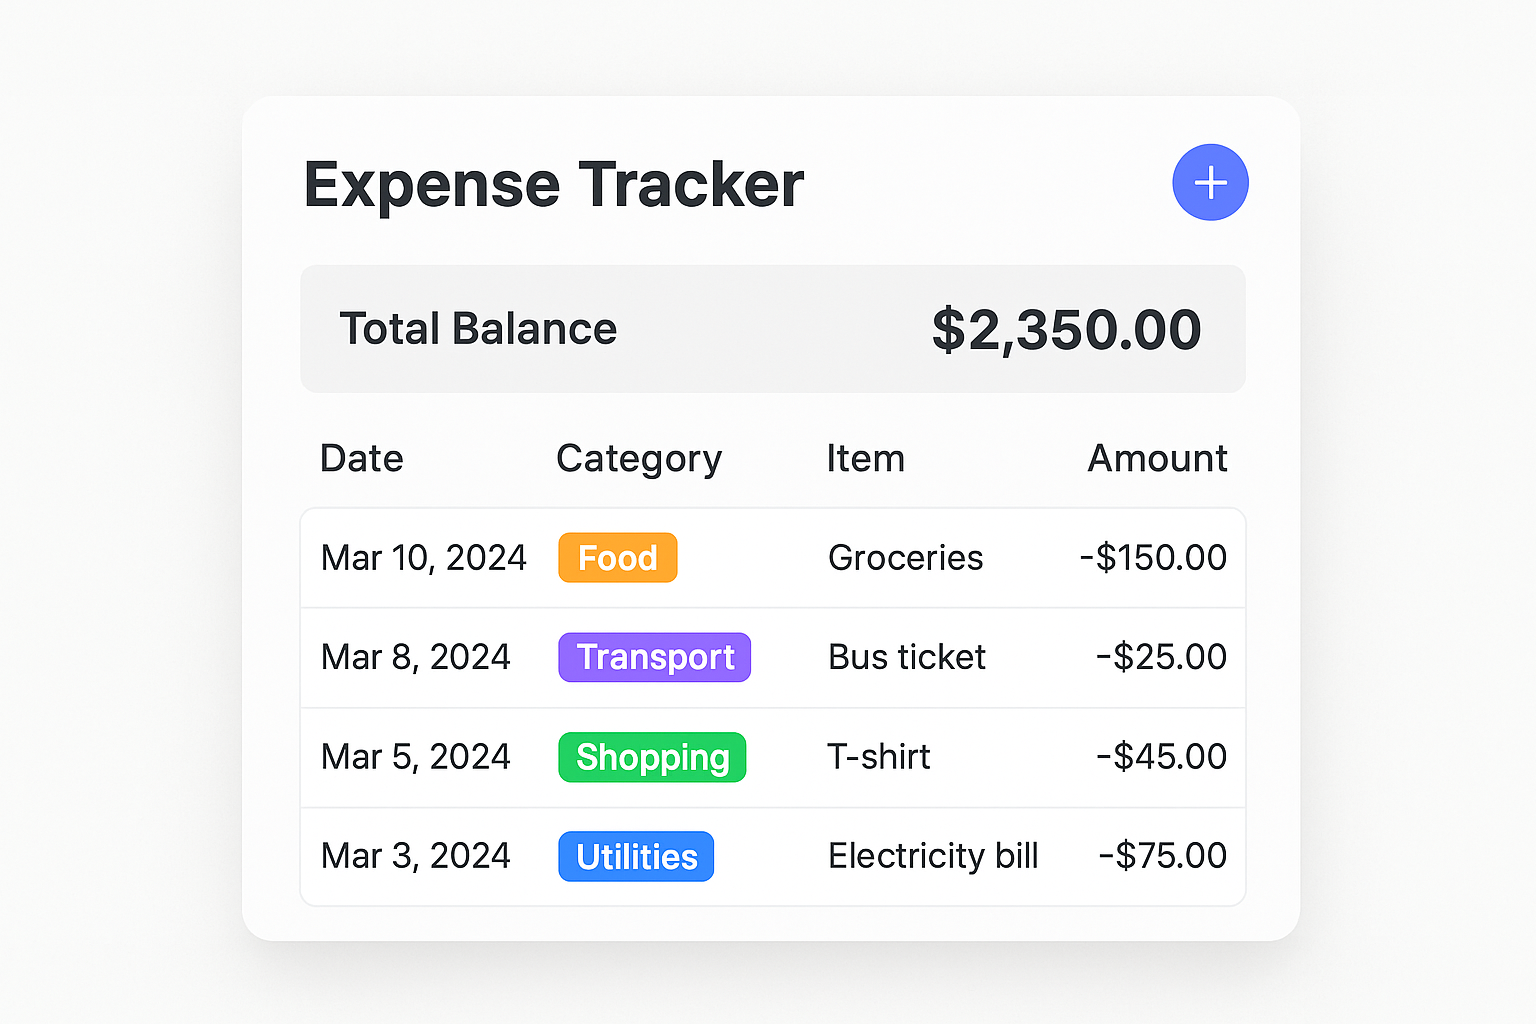 Expense Tracker
Total Balance $2,350.00
Date Category Item Amount
Mar 10, 2024 Food Groceries -$150.00
Mar 8, 2024 Transport Bus ticket -$25.00
Mar 5, 2024 Shopping T-shirt -$45.00
Mar 3, 2024 Utilities Electricity bill -$75.00